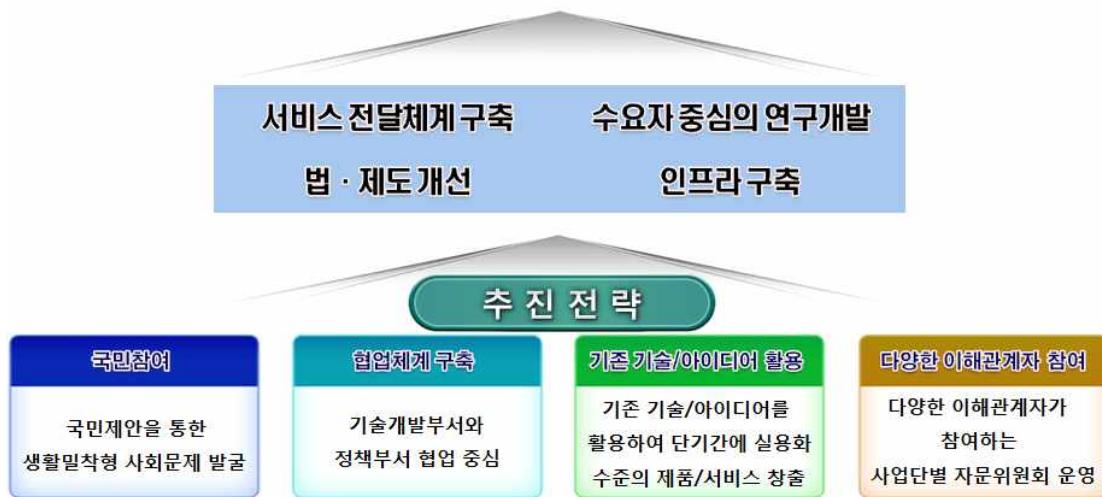 서비스 전달체계 구축
수요자 중심의 연구개발
법 · 제도 개선
인프라 구축
추 진 전 략
국민참여
국민제안을 통한
생활밀착형 사회문제 발굴
협업체계 구축
기술개발부서와
정책부서 협업 중심
기존 기술/아이디어 활용
기존 기술/아이디어를
활용하여 단기간에 실용화
수준의 제품/서비스 창출
다양한 이해관계자 참여
다양한 이해관계자가
참여하는
사업단별 자문위원회 운영